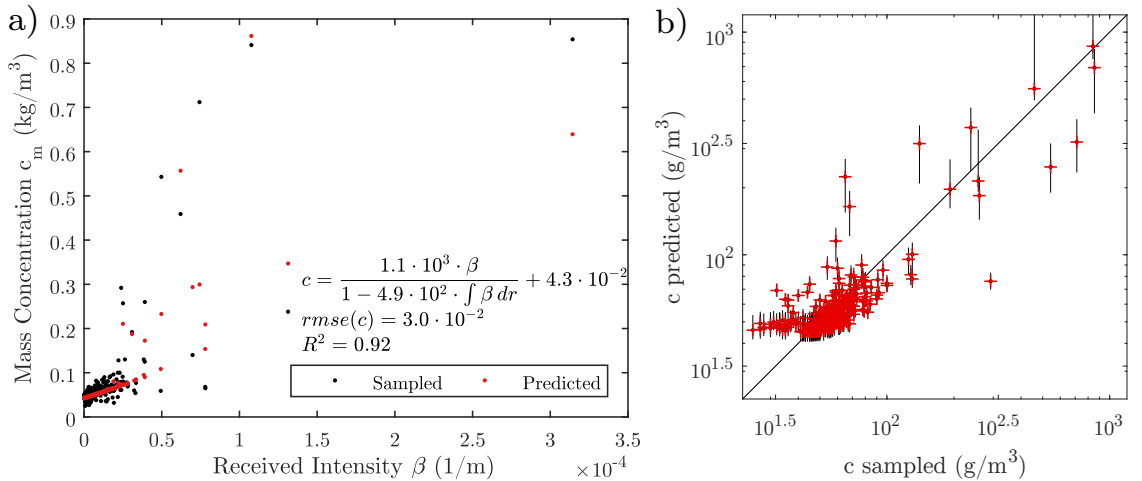 a)
0.9
0.8
0.7
0.6
0.5
0.4
0.3
0.2
0.1
0
Mass Concentration c_m (kg/m³)
c = \frac{1.1 · 10³ · β}{1 − 4.9 · 10² · ∫ β dr} + 4.3 · 10⁻²
rmse(c) = 3.0 · 10⁻²
R² = 0.92
Sampled Predicted
0 0.5 1 1.5 2 2.5 3 3.5
Received Intensity β (1/m) ×10⁻⁴
b)
10³
10^2.5
10²
10^1.5
c predicted (g/m³)
10^1.5 10² 10^2.5 10³
c sampled (g/m³)